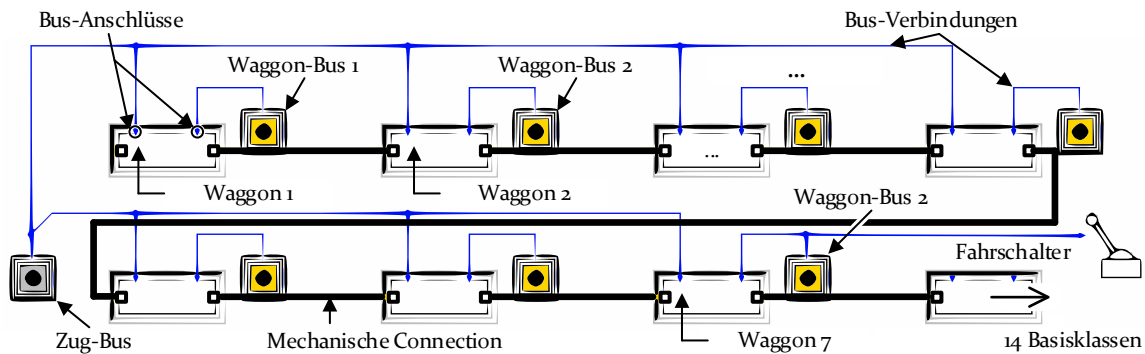 Bus-Anschlüsse
Bus-Verbindungen
Waggon-Bus 1
Waggon-Bus 2
...
...
Waggon 1
Waggon 2
Waggon-Bus 2
Fahrschalter
Zug-Bus
Mechanische Connection
Waggon 7
14 Basisklassen